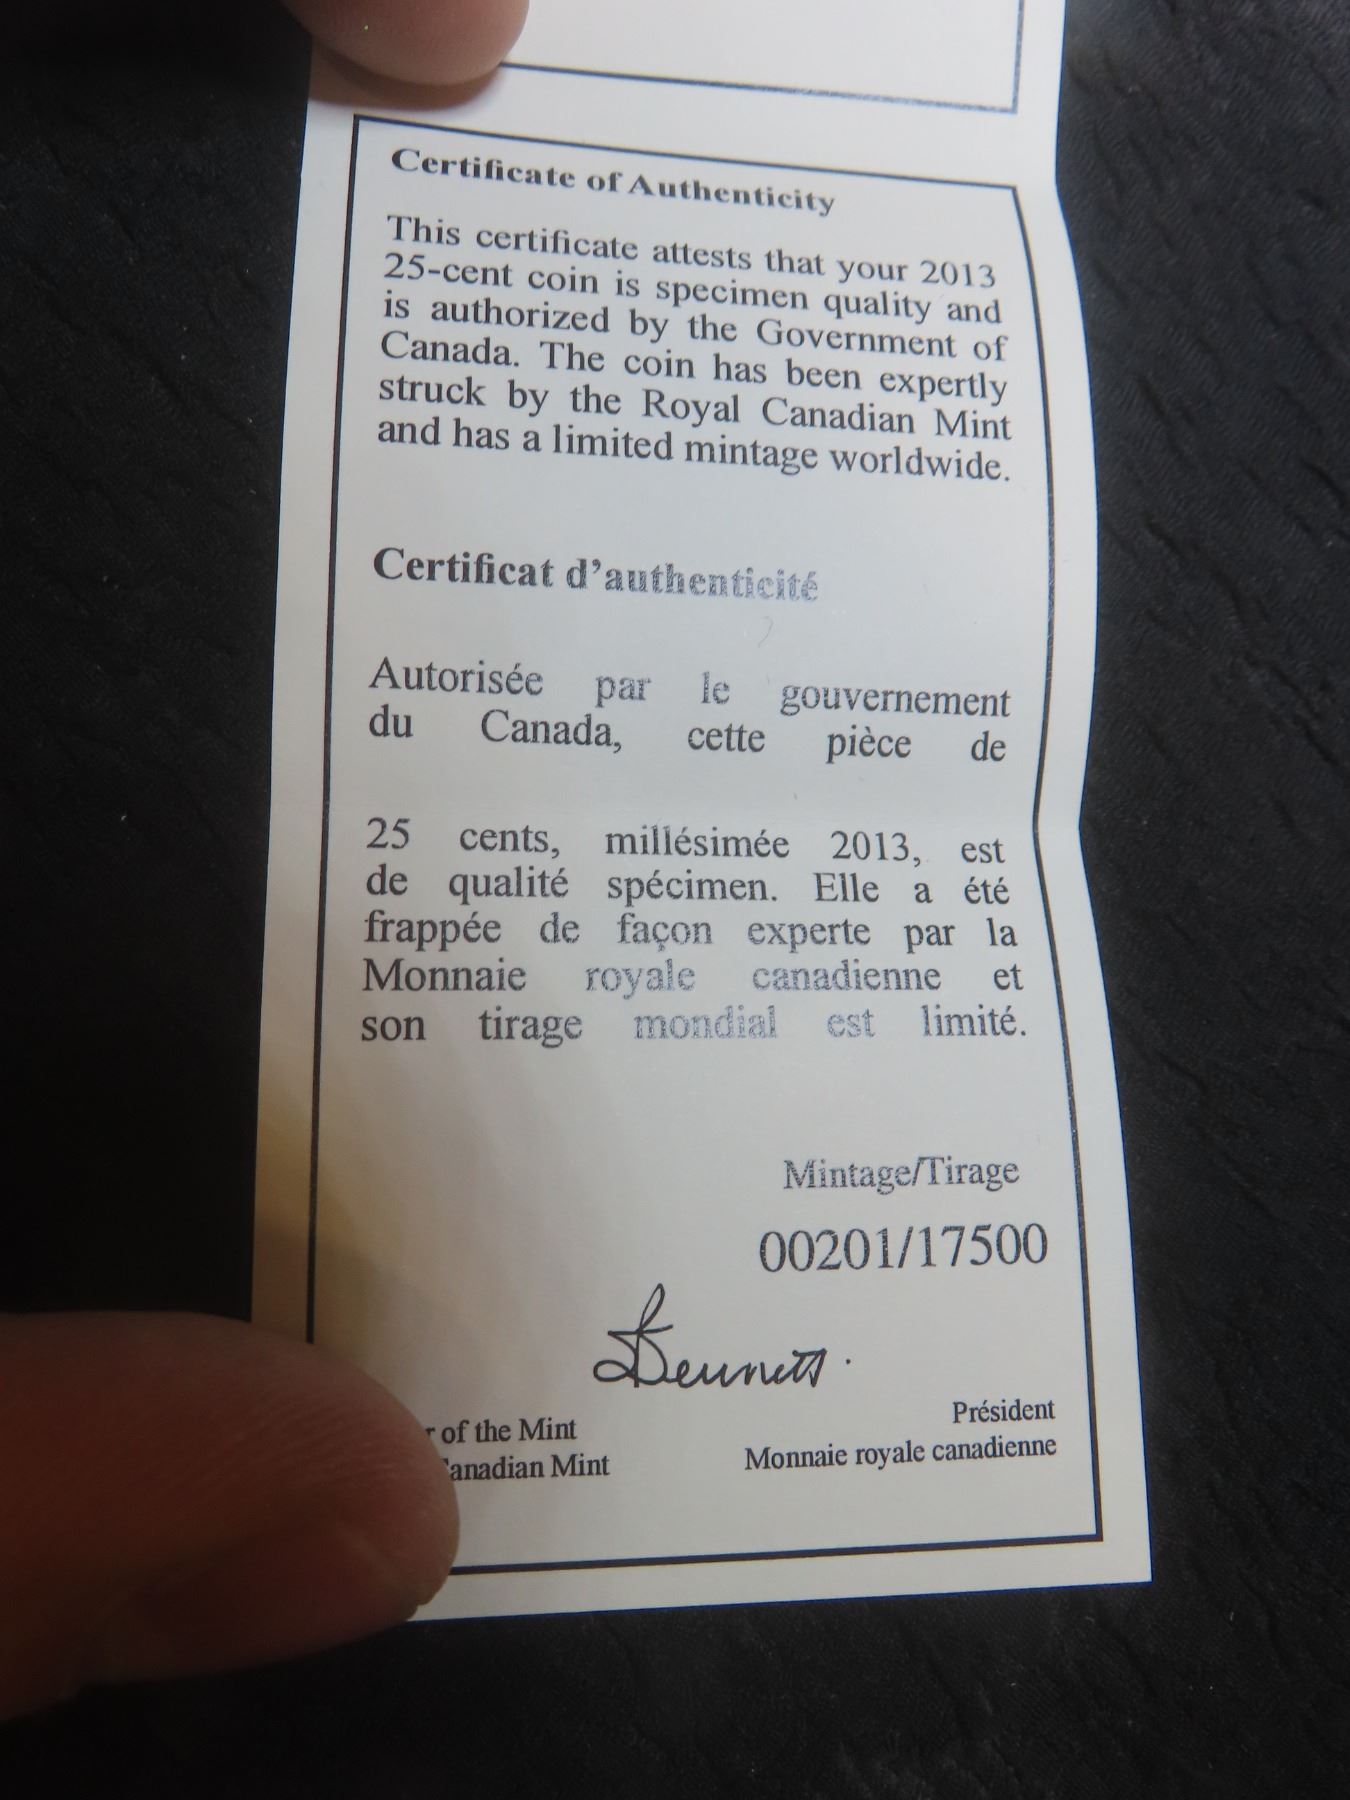 Certificate of Authenticity
This certificate attests that your 2013
25-cent coin is specimen quality and
is authorized by the Government of
Canada. The coin has been expertly
struck by the Royal Canadian Mint
and has a limited mintage worldwide.
Certificat d’authenticité
Autorisée par le gouvernement
du Canada, cette pièce de
25 cents, millésimée 2013, est
de qualité spécimen. Elle a été
frappée de façon experte par la
Monnaie royale canadienne et
son tirage mondial est limité.
Mintage/Tirage
00201/17500
Bennett
of the Mint
anadian Mint
Président
Monnaie royale canadienne